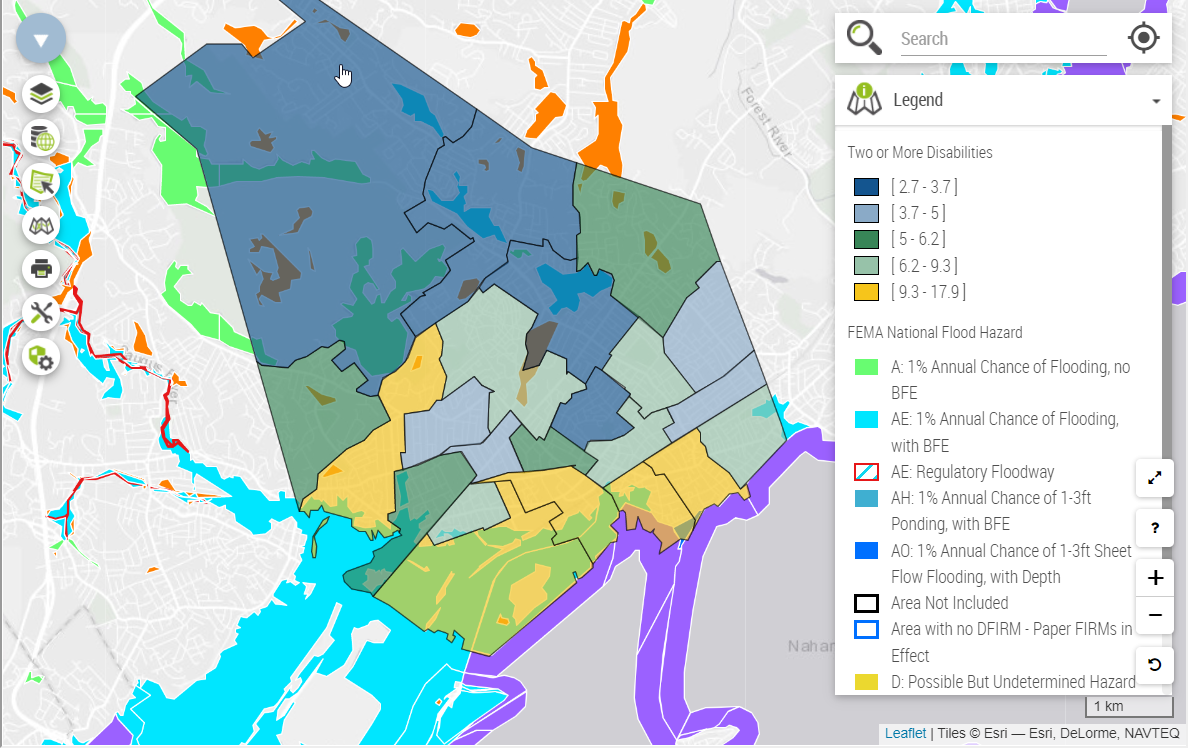 Search
Legend
Two or More Disabilities
[ 2.7 - 3.7 ]
[ 3.7 - 5 ]
[ 5 - 6.2 ]
[ 6.2 - 9.3 ]
[ 9.3 - 17.9 ]
FEMA National Flood Hazard
A: 1% Annual Chance of Flooding, no
BFE
AE: 1% Annual Chance of Flooding,
with BFE
AE: Regulatory Floodway
AH: 1% Annual Chance of 1-3ft
Ponding, with BFE
AO: 1% Annual Chance of 1-3ft Sheet
Flow Flooding, with Depth
Area Not Included
Area with no DFIRM - Paper FIRMs in
Effect
D: Possible But Undetermined Hazard
?
+
−
Forest River
Saugus River
Nahan
1 km
Leaflet | Tiles © Esri — Esri, DeLorme, NAVTEQ